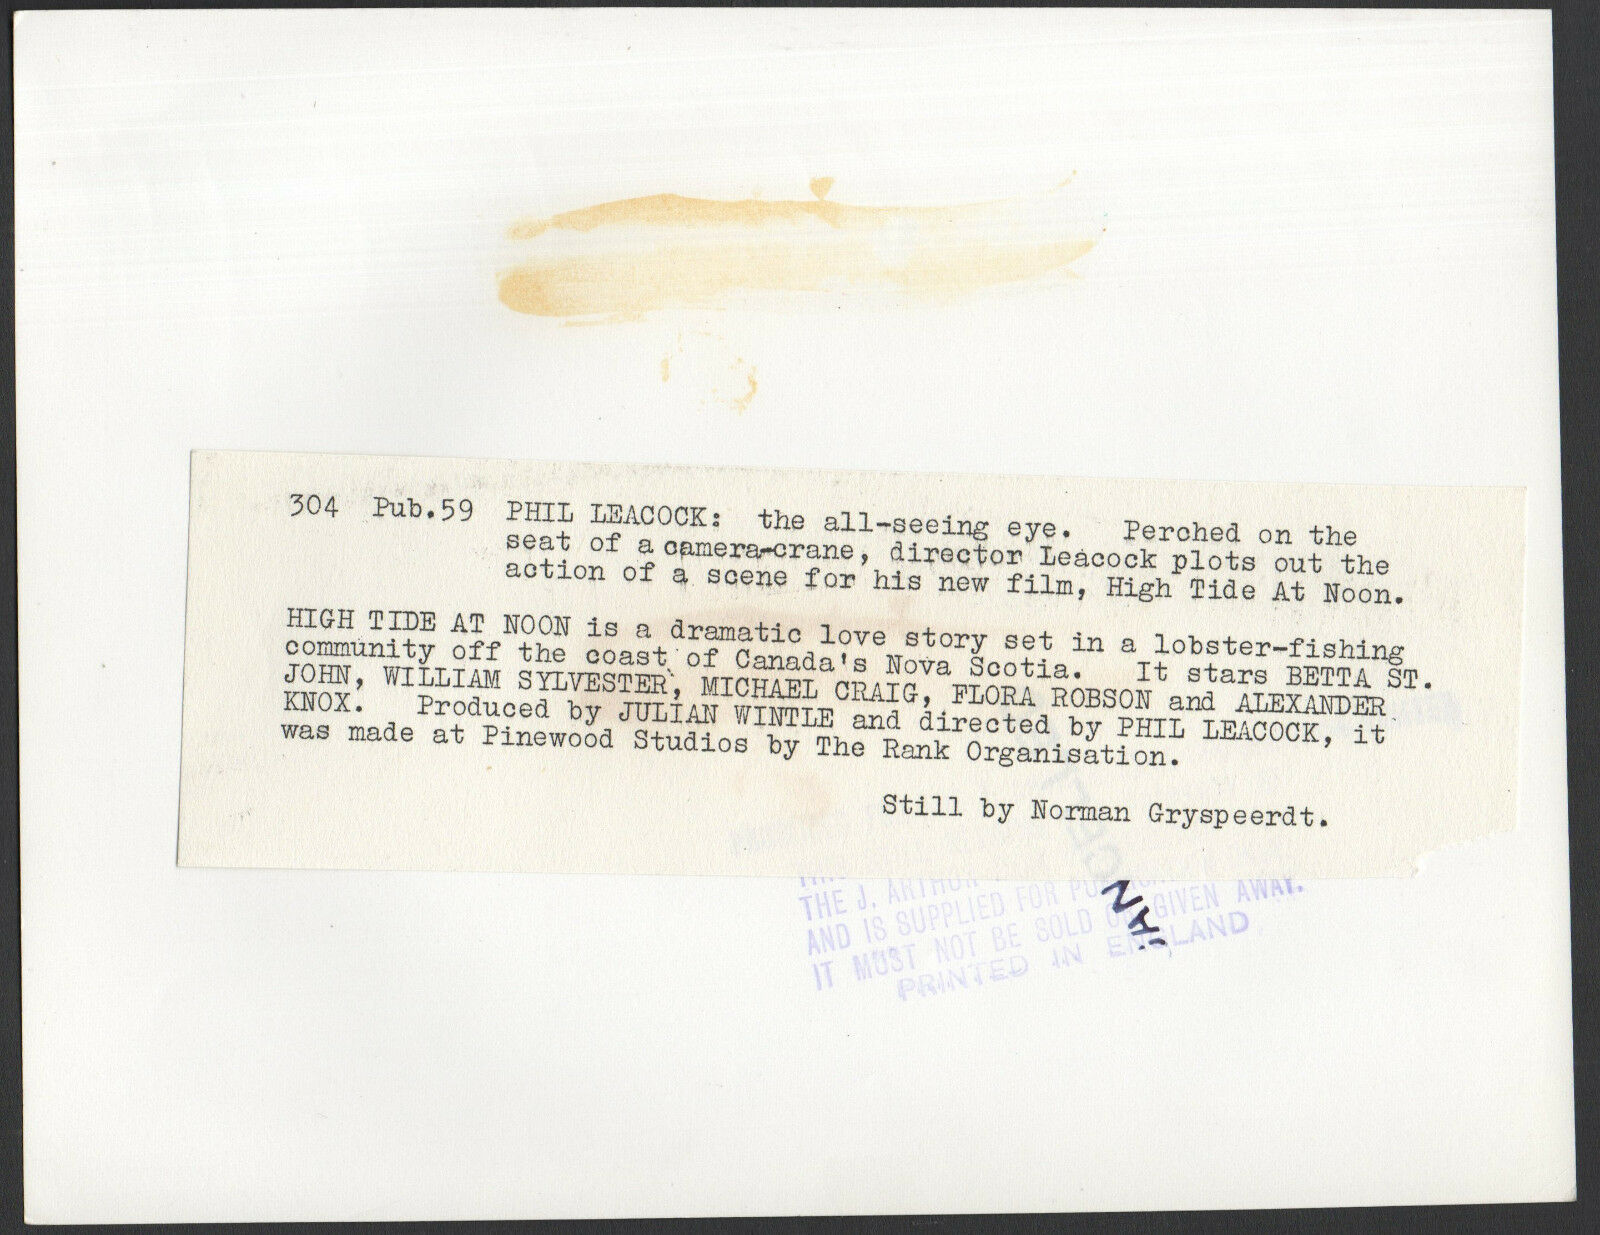 304 Pub.59 PHIL LEACOCK: the all-seeing eye. Perched on the
seat of a camera-crane, director Leacock plots out the
action of a scene for his new film, High Tide At Noon.
HIGH TIDE AT NOON is a dramatic love story set in a lobster-fishing
community off the coast of Canada's Nova Scotia. It stars BETTA ST.
JOHN, WILLIAM SYLVESTER, MICHAEL CRAIG, FLORA ROBSON and ALEXANDER
KNOX. Produced by JULIAN WINTLE and directed by PHIL LEACOCK, it
was made at Pinewood Studios by The Rank Organisation.
Still by Norman Gryspeerdt.
THE J. ARTHUR
AND IS SUPPLIED FOR
IT MUST NOT BE SOLD OR GIVEN AWAY.
PRINTED IN ENGLAND